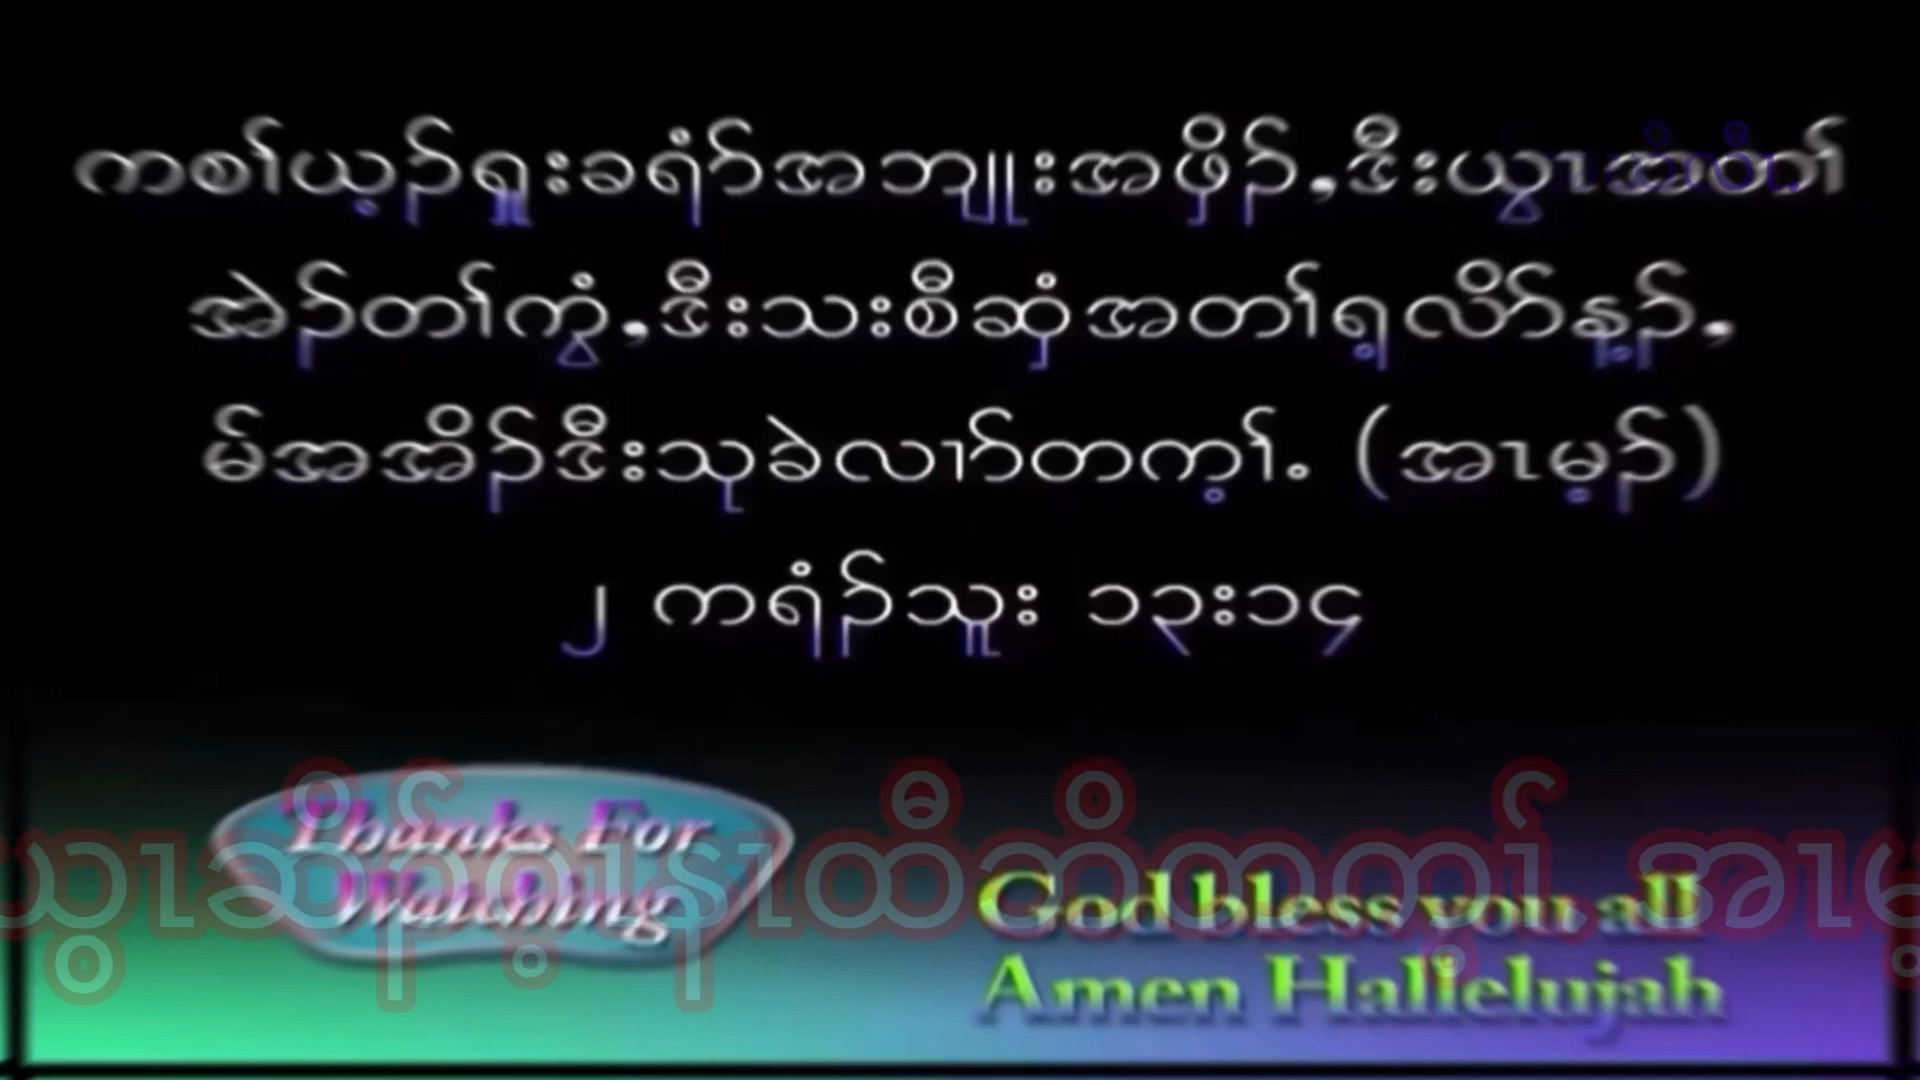 ကစၢ်ယ့ၣ်ရှူးခရံာ်အဘျုးအဖှိၣ်,ဒီးယွၤအတၢ်
အဲၣ်တၢ်ကွံ,ဒီးသးစီဆှံအတၢ်ရ့လိာ်န့ၣ်,
မ်အအိၣ်ဒီးသုခဲလၢာ်တက့ၢ်. (အၤမ့ၣ်)
၂ ကရံၣ်သူး ၁၃း၁၄
Thanks For
Watching
God bless you all
Amen Hallelujah